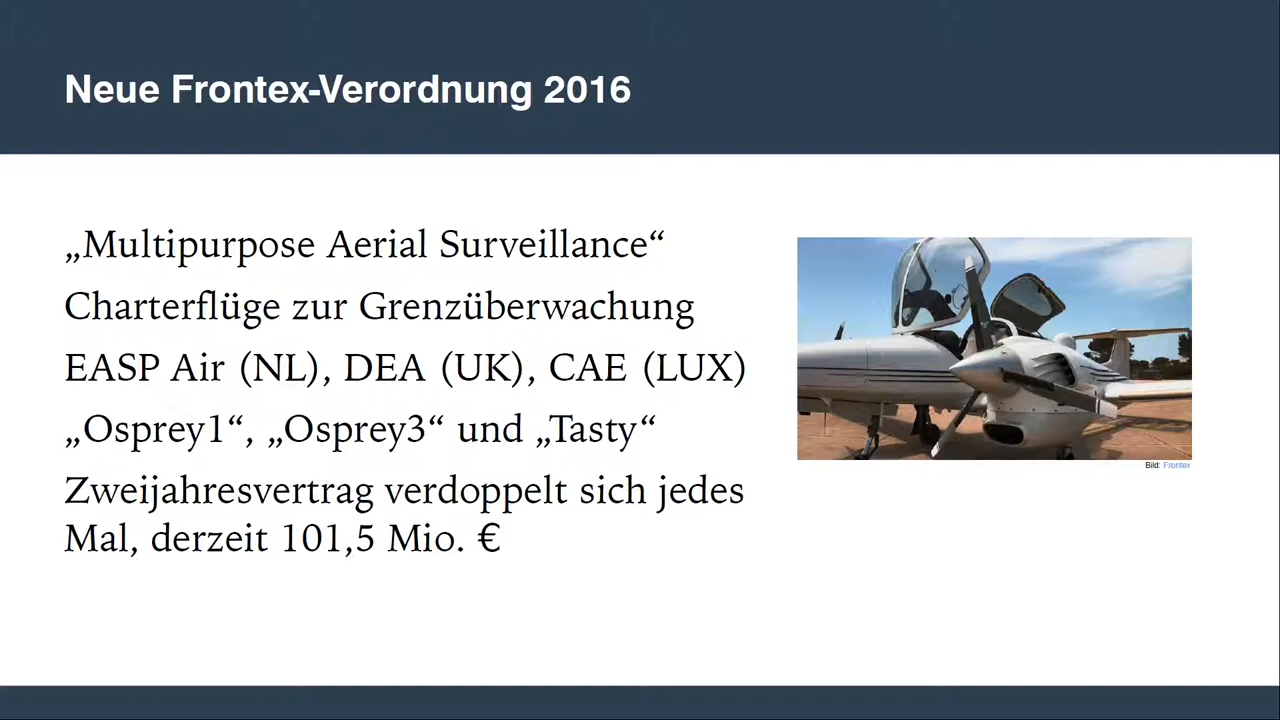 Neue Frontex-Verordnung 2016
„Multipurpose Aerial Surveillance“
Charterflüge zur Grenzüberwachung
EASP Air (NL), DEA (UK), CAE (LUX)
„Osprey1“, „Osprey3“ und „Tasty“
Zweijahresvertrag verdoppelt sich jedes
Mal, derzeit 101,5 Mio. €
Bild: Frontex